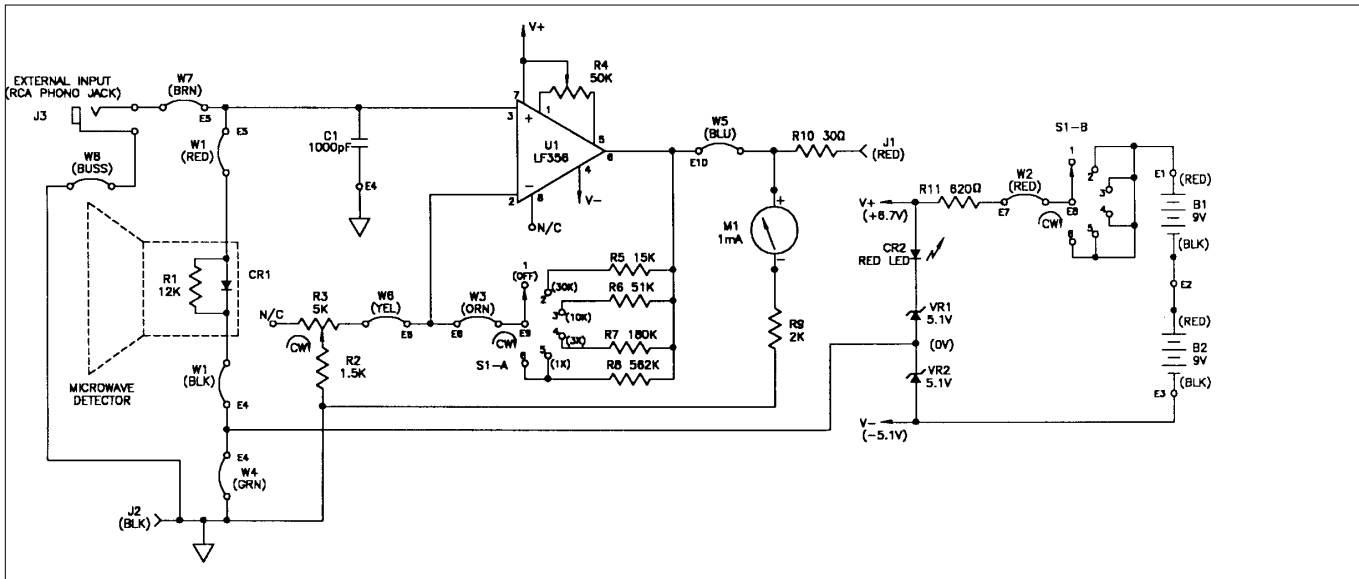 EXTERNAL INPUT
(RCA PHONO JACK)
J3
W7
(BRN)
E5
E5
W1
(RED)
W8
(BUSS)
C1
1000pF
E4
V+
R4
50K
7
3
+
1
5
6
U1
LF356
4
V-
−
2
8
N/C
W5
(BLU)
E10
R10 30Ω
J1
(RED)
+
M1
1mA
−
R9
2K
R1
12K
CR1
MICROWAVE
DETECTOR
W1
(BLK)
E4
E4
W4
(GRN)
J2
(BLK)
N/C
R3
5K
CW
R2
1.5K
W6
(YEL)
E5
E6
W3
(ORN)
CW
E9
1
(OFF)
2
(30K)
3
(10K)
4
(3X)
5
(1X)
6
S1-A
R5 15K
R6 51K
R7 180K
R8 562K
S1-B
1
2
3
4
5
6
R11 620Ω
W2
(RED)
E7
CW
E8
V+
(+6.7V)
CR2
RED LED
VR1
5.1V
(0V)
VR2
5.1V
V-
(-5.1V)
E1
(RED)
B1
9V
(BLK)
E2
(RED)
B2
9V
(BLK)
E3